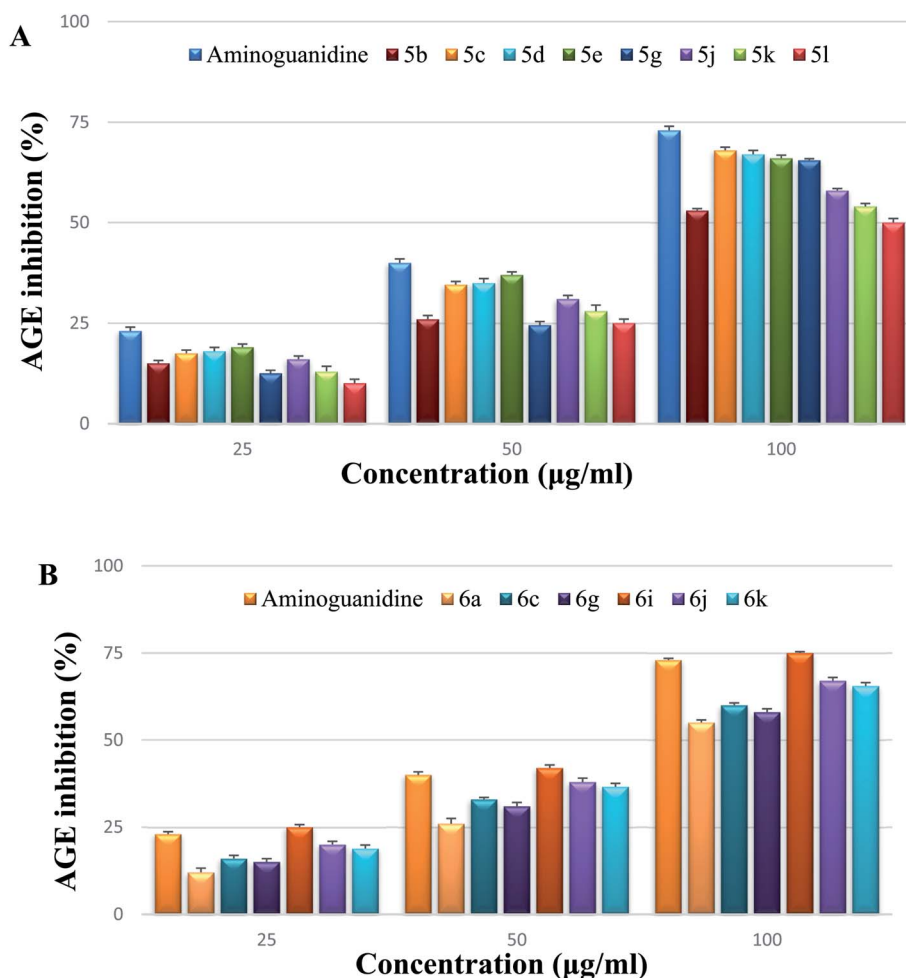 A
100
Aminoguanidine 5b 5c 5d 5e 5g 5j 5k 5l
75
50
25
0
AGE inhibition (%)
25 50 100
Concentration (µg/ml)
B
100
Aminoguanidine 6a 6c 6g 6i 6j 6k
75
50
25
0
AGE inhibition (%)
25 50 100
Concentration (µg/ml)